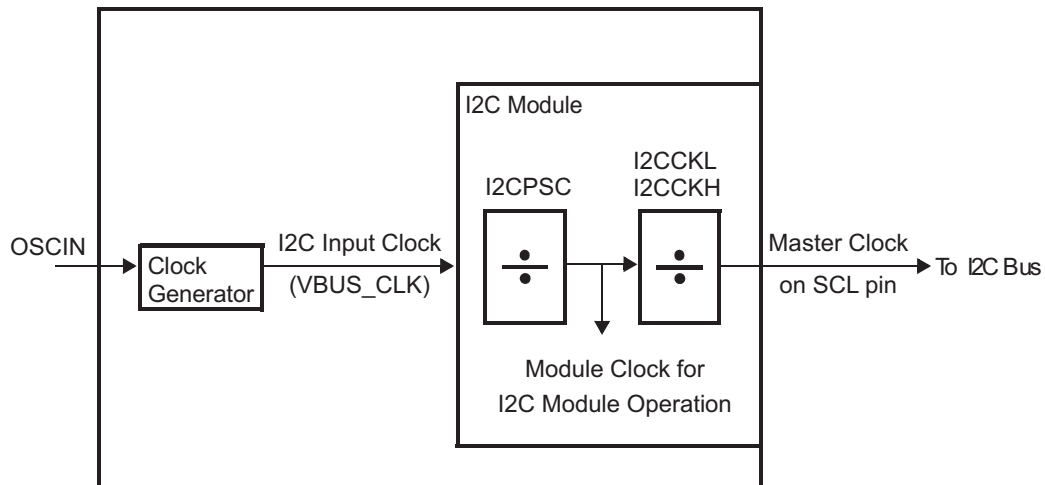 I2C Module
I2CCKL
I2CPSC I2CCKH
OSCIN
Clock
Generator
I2C Input Clock
(VBUS_CLK)
÷
÷
Master Clock
on SCL pin
To I2C Bus
Module Clock for
I2C Module Operation